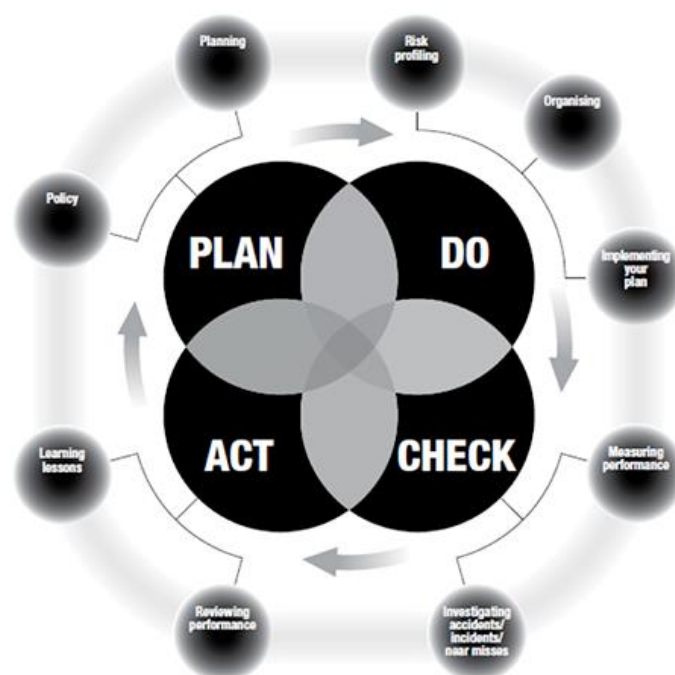 Planning
Risk
profiling
Organising
Policy
PLAN
DO
Implementing
your
plan
Learning
lessons
ACT
CHECK
Measuring
performance
Reviewing
performance
Investigating
accidents/
incidents/
near misses